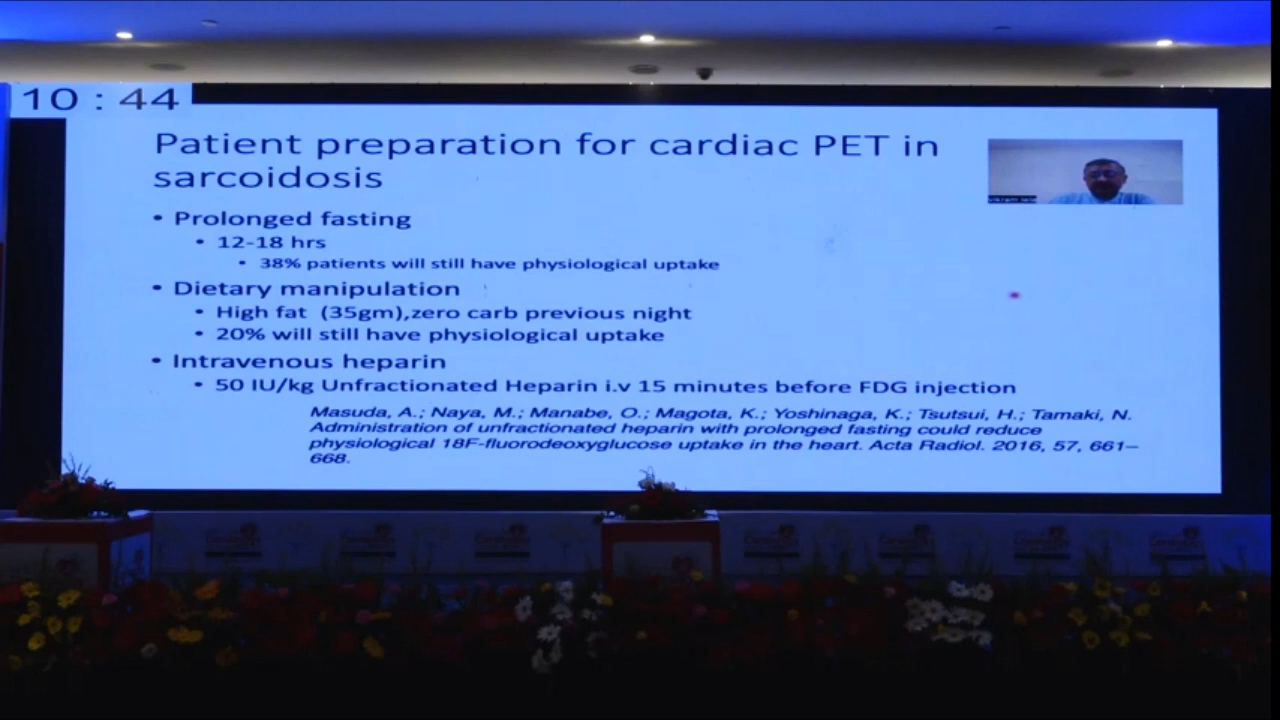 10 : 44
Patient preparation for cardiac PET in
sarcoidosis
• Prolonged fasting
• 12-18 hrs
• 38% patients will still have physiological uptake
• Dietary manipulation
• High fat (35gm),zero carb previous night
• 20% will still have physiological uptake
• Intravenous heparin
• 50 IU/kg Unfractionated Heparin i.v 15 minutes before FDG injection
Masuda, A.; Naya, M.; Manabe, O.; Magota, K.; Yoshinaga, K.; Tsutsui, H.; Tamaki, N.
Administration of unfractionated heparin with prolonged fasting could reduce
physiological 18F-fluorodeoxyglucose uptake in the heart. Acta Radiol. 2016, 57, 661–
668.